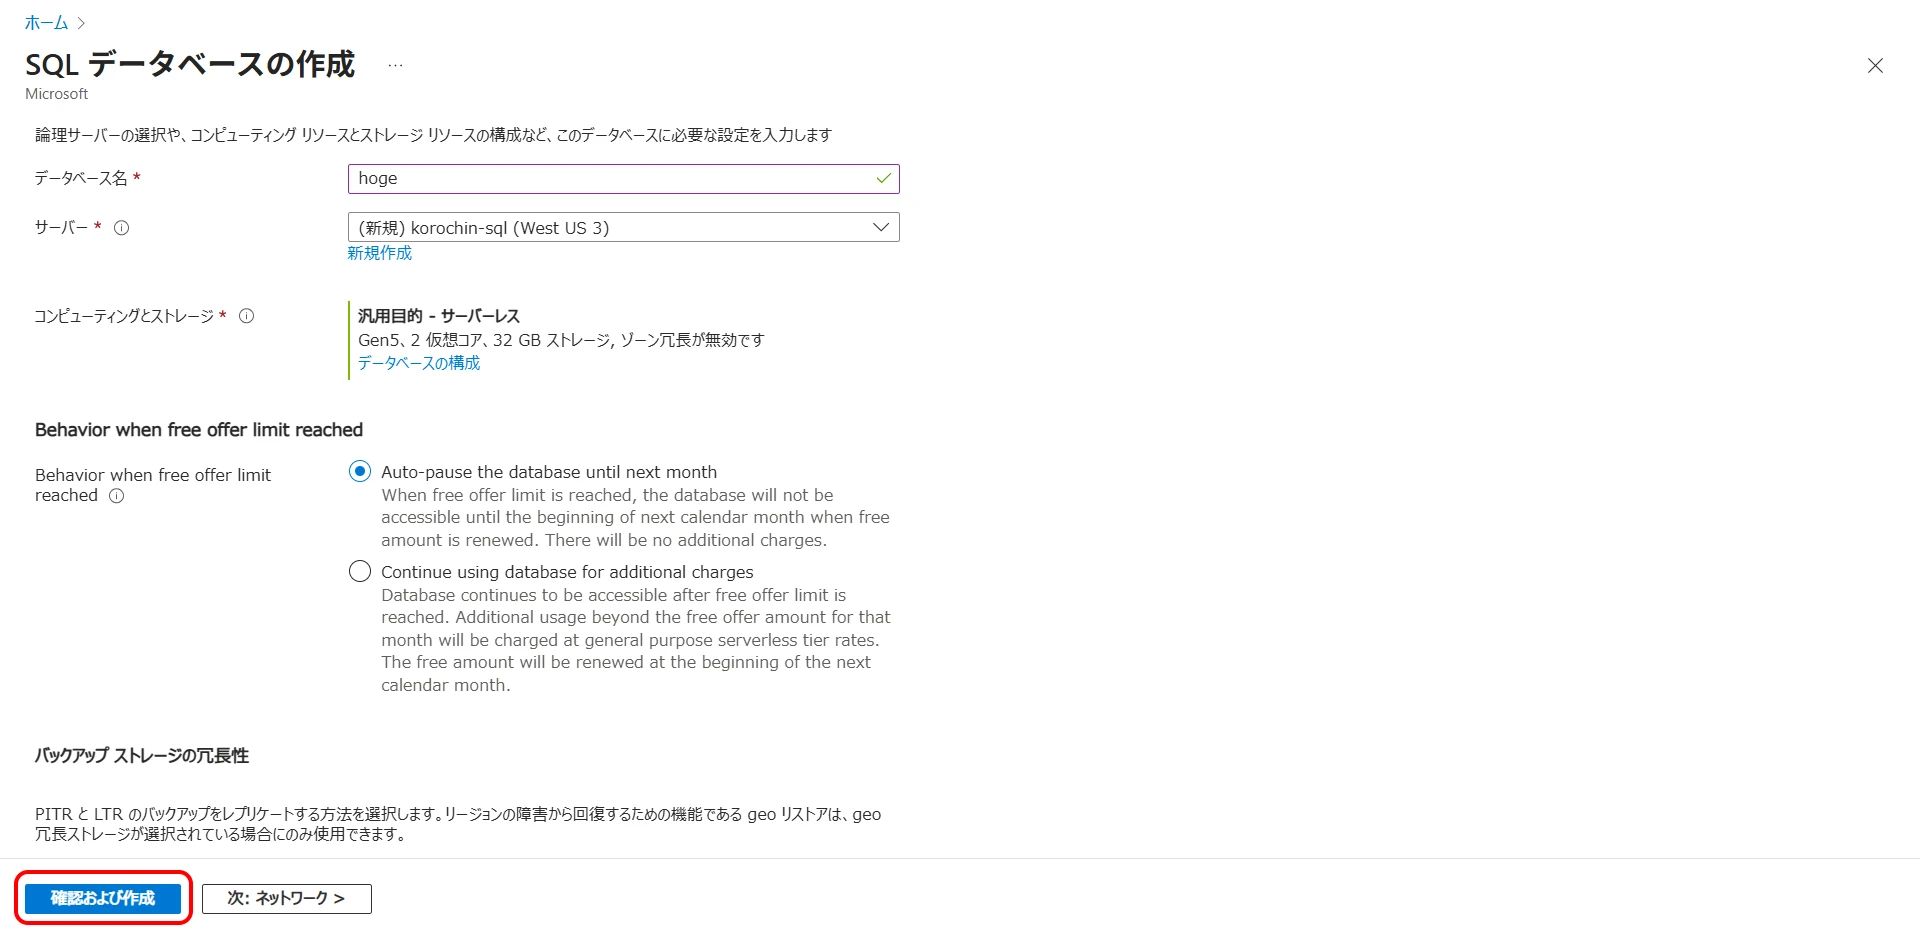 ホーム >
SQL データベースの作成 ...
Microsoft
論理サーバーの選択や、コンピューティング リソースとストレージ リソースの構成など、このデータベースに必要な設定を入力します
データベース名 *
hoge
サーバー *
(新規) korochin-sql (West US 3)
新規作成
コンピューティングとストレージ *
汎用目的 - サーバーレス
Gen5、2 仮想コア、32 GB ストレージ, ゾーン冗長が無効です
データベースの構成
Behavior when free offer limit reached
Behavior when free offer limit
reached
Auto-pause the database until next month
When free offer limit is reached, the database will not be
accessible until the beginning of next calendar month when free
amount is renewed. There will be no additional charges.
Continue using database for additional charges
Database continues to be accessible after free offer limit is
reached. Additional usage beyond the free offer amount for that
month will be charged at general purpose serverless tier rates.
The free amount will be renewed at the beginning of the next
calendar month.
バックアップ ストレージの冗長性
PITR と LTR のバックアップをレプリケートする方法を選択します。リージョンの障害から回復するための機能である geo リストアは、geo
冗長ストレージが選択されている場合にのみ使用できます。
確認および作成
次: ネットワーク >